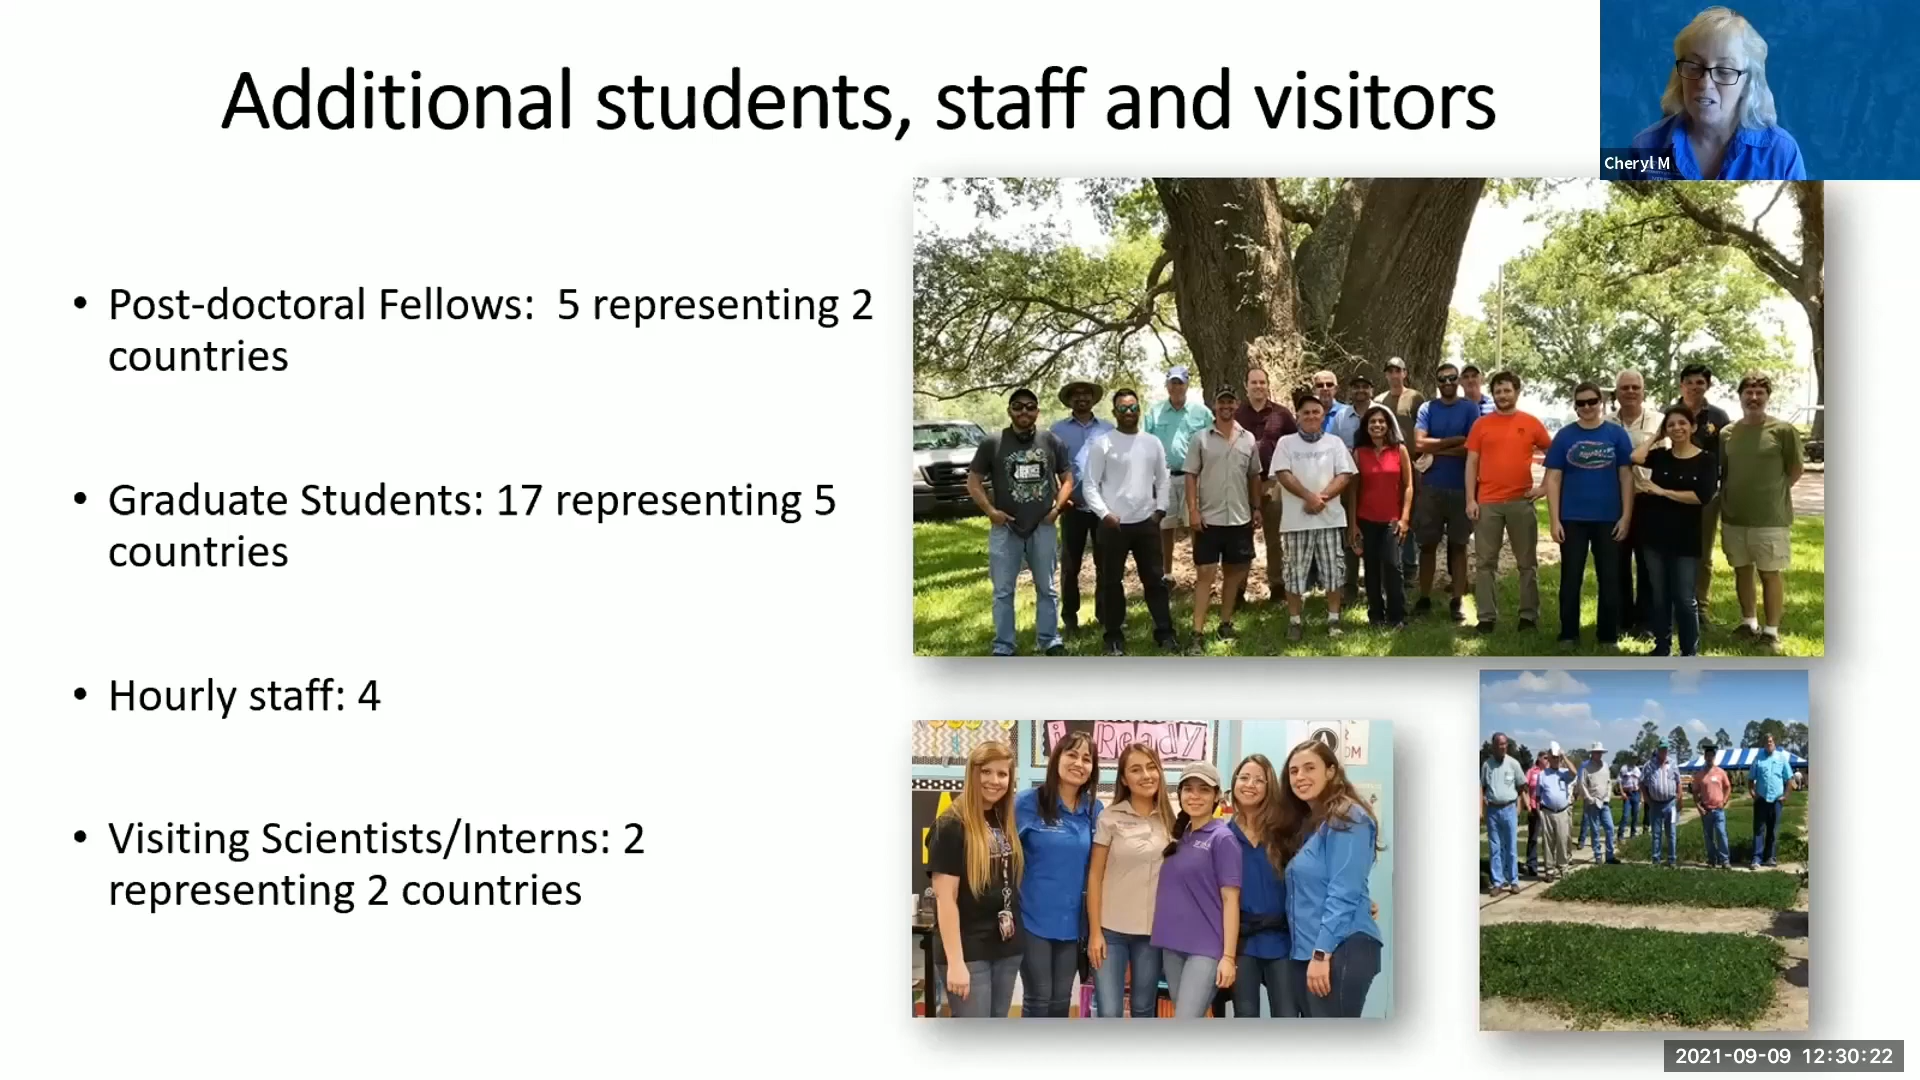 Additional students, staff and visitors
Cheryl M
• Post-doctoral Fellows:  5 representing 2
countries
• Graduate Students: 17 representing 5
countries
• Hourly staff: 4
• Visiting Scientists/Interns: 2
representing 2 countries
i-Ready
2021-09-09 12:30:22